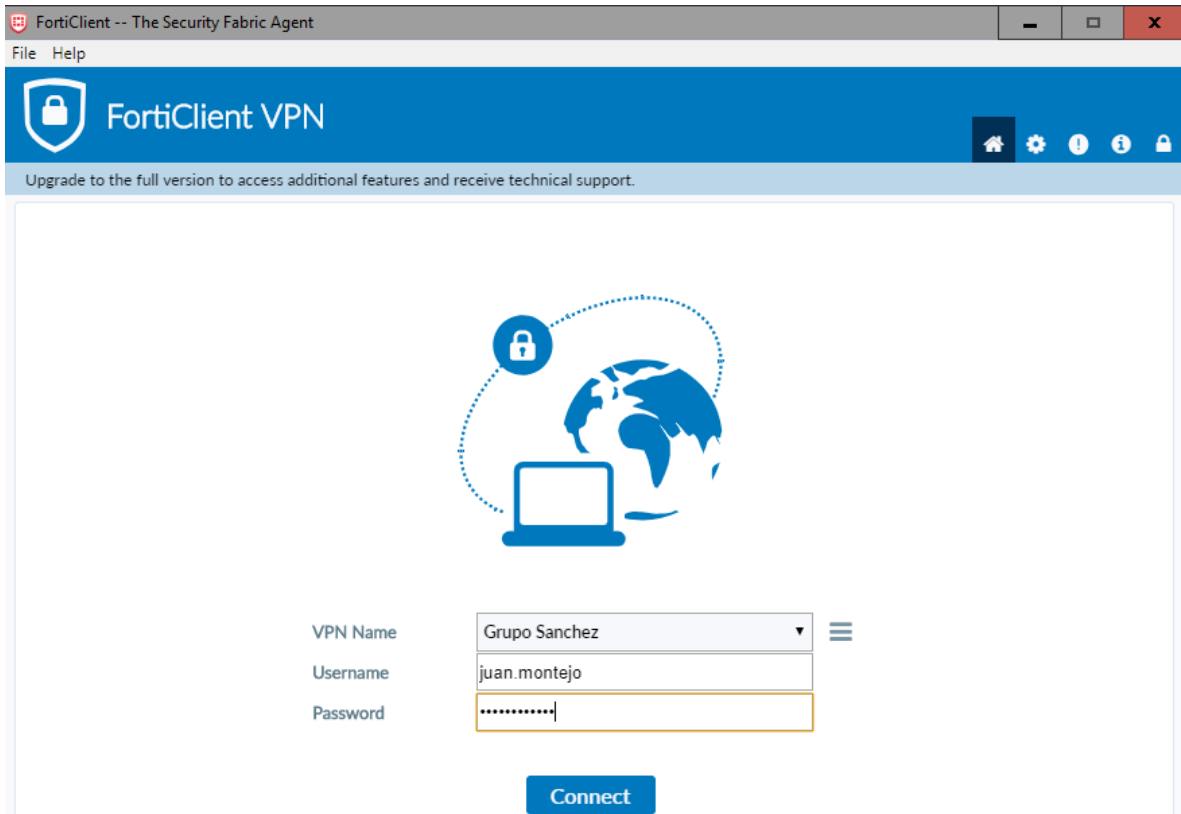 FortiClient -- The Security Fabric Agent
File Help
FortiClient VPN
Upgrade to the full version to access additional features and receive technical support.
VPN Name Grupo Sanchez
Username juan.montejo
Password ••••••••••••
Connect